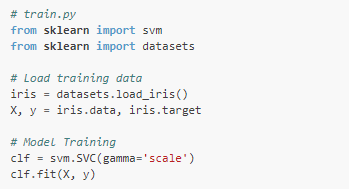 # train.py
from sklearn import svm
from sklearn import datasets
# Load training data
iris = datasets.load_iris()
X, y = iris.data, iris.target
# Model Training
clf = svm.SVC(gamma='scale')
clf.fit(X, y)